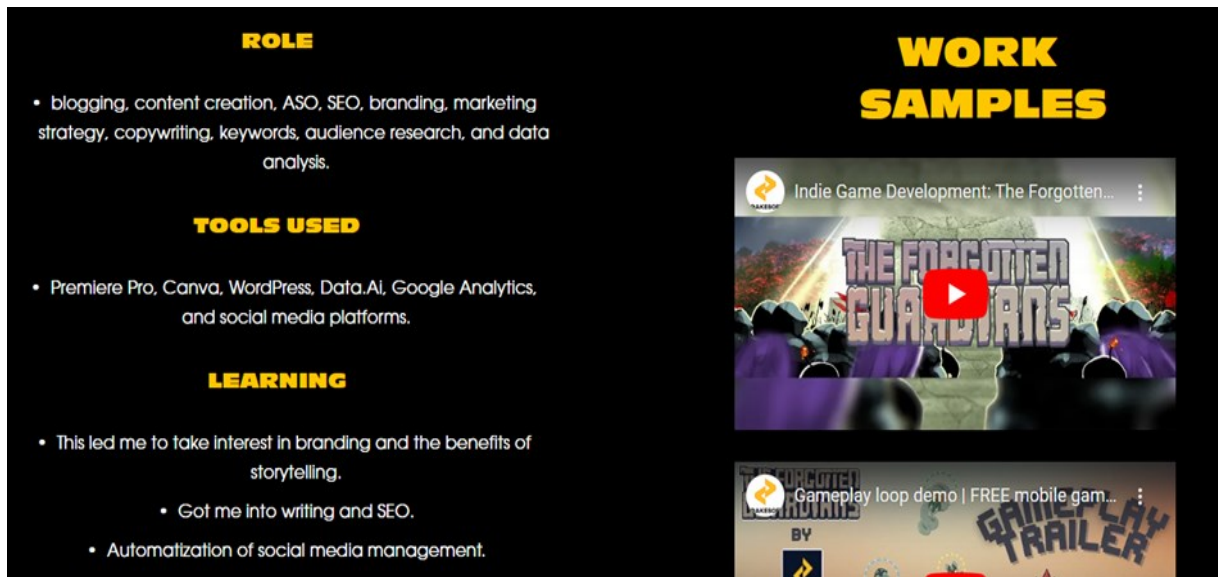 ROLE
• blogging, content creation, ASO, SEO, branding, marketing
strategy, copywriting, keywords, audience research, and data
analysis.
TOOLS USED
• Premiere Pro, Canva, WordPress, Data.Ai, Google Analytics,
and social media platforms.
LEARNING
• This led me to take interest in branding and the benefits of
storytelling.
• Got me into writing and SEO.
• Automatization of social media management.
WORK
SAMPLES
Indie Game Development: The Forgotten...
THE FORGOTTEN
GUARDIANS
Gameplay loop demo | FREE mobile gam...
BY
GAMEPLAY
TRAILER